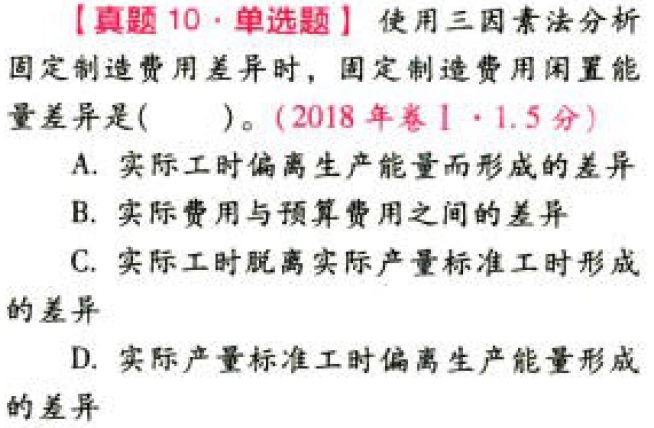 【真题 10·单选题】 使用三因素法分析
固定制造费用差异时，固定制造费用闲置能
量差异是(　　)。(2018 年卷Ⅰ·1.5 分)
A. 实际工时偏离生产能量而形成的差异
B. 实际费用与预算费用之间的差异
C. 实际工时脱离实际产量标准工时形成
的差异
D. 实际产量标准工时偏离生产能量形成
的差异